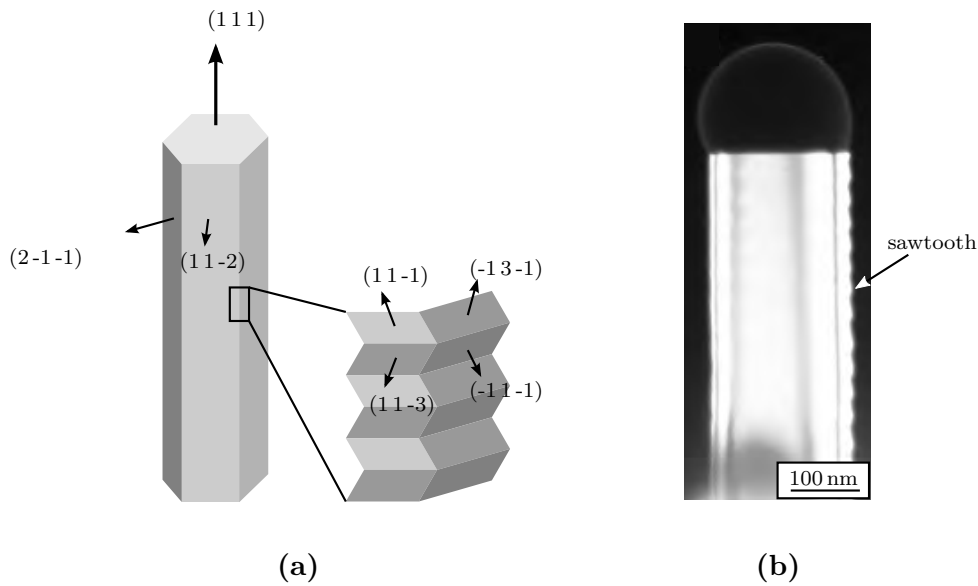 (1 1 1)
(2 -1 -1)
(1 1 -2)
(1 1 -1)
(-1 3 -1)
(1 1 -3)
(-1 1 -1)
sawtooth
100 nm
(a)
(b)